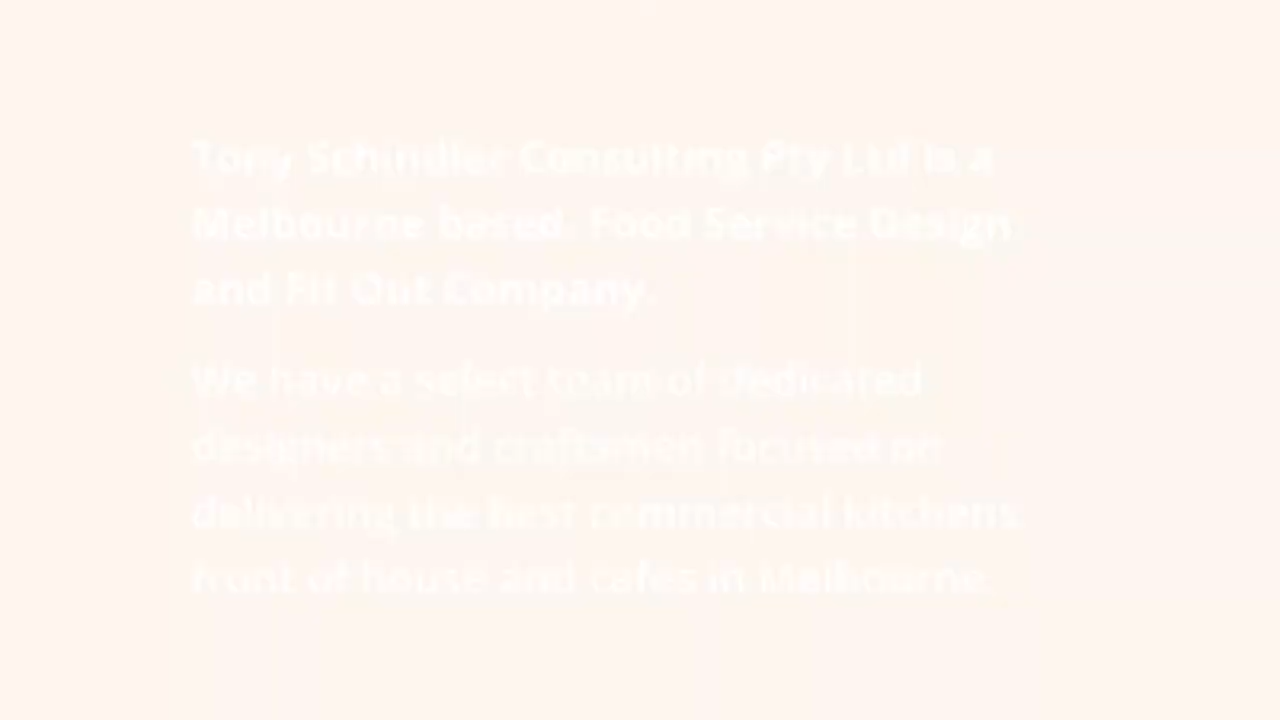 Tony Schindler Consulting Pty Ltd is a
Melbourne based. Food Service Design
and Fit Out Company.
We have a select team of dedicated
designers and craftsmen focused on
delivering the best commercial kitchens
front of house and cafes in Melbourne.